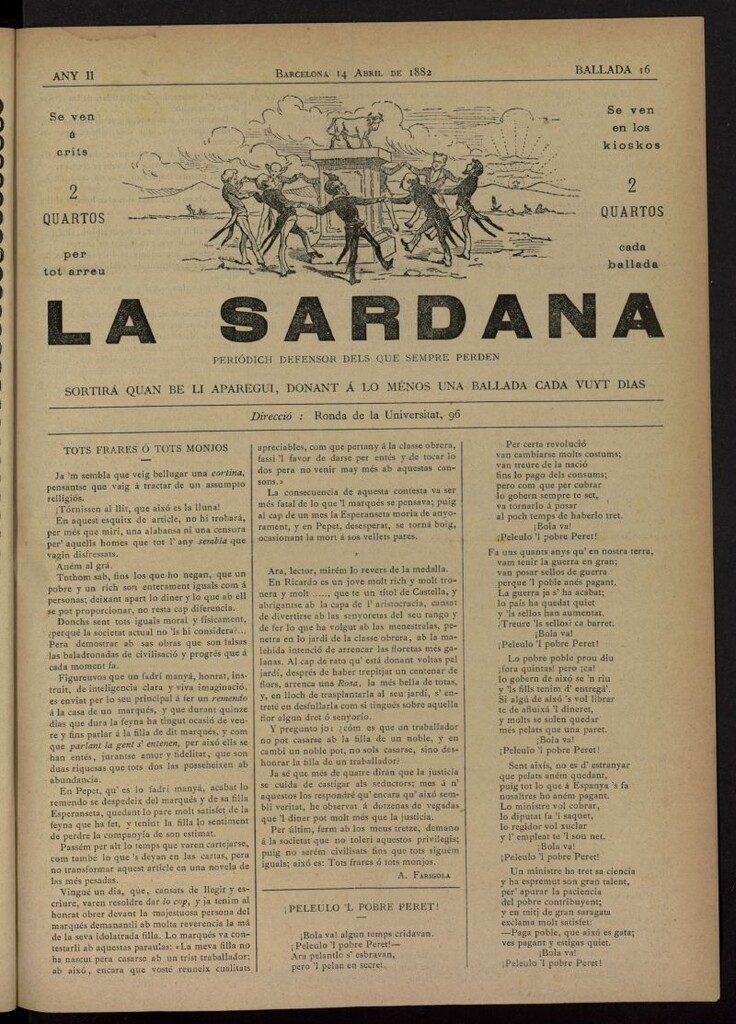 ANY II
BARCELONA 14 ABRIL DE 1882
BALLADA 16
Se ven
á
crits
2
QUARTOS
per
tot arreu
Se ven
en los
kioskos
2
QUARTOS
cada
ballada
LA SARDANA
PERIÓDICH DEFENSOR DELS QUE SEMPRE PERDEN
SORTIRÁ QUAN BE LI APAREGUI, DONANT Á LO MÉNOS UNA BALLADA CADA VUYT DIAS
Direcció : Ronda de la Universitat, 96
TOTS FRARES Ó TOTS MONJOS
Ja 'm sembla que veig bellugar una cortina,
pensantse que vaig á tractar de un assumpto
relligiós.
¡Tórnissen al llit, que aixó es la lluna!
En aquest esquitx de article, no hi trobará,
per més que miri, una alabansa ni una censura
per' aquells homes que tot l' any sembla que
vagin disfressats.
Aném al grá.
Tothom sab, fins los que ho negan, que un
pobre y un rich son enterament iguals com á
personas; deixant apart lo diner y lo que ab ell
se pot proporcionar, no resta cap diferencia.
Donchs sent tots iguals moral y físicament,
¿perqué la societat actual no 'ls hi considera?...
Pera demostrar ab sas obras que son falsas
las baladronadas de civilisació y progrés que á
cada moment fa.
Figureuvos que un fadrí manyá, honrat, ins-
truit, de inteligencia clara y viva imaginació,
es enviat per lo seu principal á fer un remendo
á la casa de un marqués, y que durant quinze
dias que dura la feyna ha tingut ocasió de veu-
re y fins parlar á la filla de dit marqués, y com
que parlant la gent s' entenen, per aixó ells se
han entés, jurantse amor y fidelitat, que son
duas riquesas que tots dos las posseheixen ab
abundancia.
En Pepet, qu' es lo fadrí manyá, acabat lo
remendo se despedeix del marqués y de sa filla
Esperanseta, quedant lo pare molt satisfet de la
feyna que ha fet, y tenint la filla lo sentiment
de perdre la companyía de son estimat.
Passém per alt lo temps que varen cartejarse,
com també lo que 's deyan en las cartas, pera
no transformar aquest article en una novela de
las més pesadas.
Vingué un dia, que, cansats de llegir y es-
criure, varen resoldre dar lo cop, y ja tenim al
honrat obrer devant la majestuosa persona del
marqués demanantli ab molta reverencia la má
de la seva idolatrada filla. Lo marqués va con-
testarli ab aquestas paraulas: «La meva filla no
ha nascut pera casarse ab un trist traballador;
ab aixó, encara que vosté reuneix cualitats
apreciables, com que pertany á la classe obrera,
fassi 'l favor de darse per entés y de tocar lo
dos pera no venir may més ab aquestas can-
sons.»
La consecuencia de aquesta contesta va ser
més fatal de lo que 'l marqués se pensava; puig
al cap de un mes la Esperanseta moria de anyo-
rament, y en Pepet, desesperat, se torná boig,
ocasionant la mort á sos vellets pares.
*
Ara, lector, mirém lo revers de la medalla.
En Ricardo es un jove molt rich y molt tro-
nera y molt ....., que te un títol de Castella, y
abrigantse ab la capa de l' aristocracia, cansat
de divertirse ab las senyoretas del seu rango y
de fer lo que ha volgut ab las menestralas, pe-
netra en lo jardí de la classe obrera, ab la ma-
lehida intenció de arrencar las floretas més ga-
lanas. Al cap de rato qu' está donant voltas pel
jardí, després de haber trepitjat un centenar de
flors, arrenca una Rosa, la més bella de totas,
y, en lloch de trasplantarla al seu jardí, s' en-
treté en desfullarla com si tingués sobre aquella
flor algun dret ó senyorío.
Y pregunto jo: ¿cóm es que un traballador
no pot casarse ab la filla de un noble, y en
cambi un noble pot, no sols casarse, sino des-
honrar la filla de un traballador?
Ja sé que més de quatre dirán que la justicia
se cuida de castigar als seductors; mes á n'
aquestos los respondré qu' encara qu' aixó sem-
bli veritat, he observat á dotzenas de vegadas
que 'l diner pot molt més que la justicia.
Per últim, ferm ab los meus tretze, demano
á la societat que no toleri aquestos privilegis;
puig no serém civilisats fins que tots siguém
iguals; aixó es: Tots frares ó tots monjos.
A. FARIGOLA
¡PELEULO 'L POBRE PERET!
¡Bola va! algun temps cridavan.
¡Peleulo 'l pobre Peret!—
Ara pelantlo s' esbravan,
pero 'l pelan en secret.
Per certa revolució
van cambiarse molts costums;
van treure de la nació
fins lo pago dels consums;
pero com que per cobrar
lo gobern sempre te set,
va tornarlo á posar
al poch temps de haberlo tret.
¡Bola va!
¡Peleulo 'l pobre Peret!
Fa uns quants anys qu' en nostra terra,
vam tenir la guerra en gran;
van posar sellos de guerra
perque 'l poble anés pagant.
La guerra ja s' ha acabat;
lo pais ha quedat quiet
y 'ls sellos han aumentat.
¿Treure 'ls sellos? ca barret.
¡Bola va!
¡Peleulo 'l pobre Peret!
Lo pobre poble prou diu
¡fora quintas! pero ¡ca!
lo gobern de aixó se 'n riu
y 'ls fills tenim d' entregá'.
Si algú de aixó 's vol llibrar
te de afluixá 'l dineret,
y molts se solen quedar
més pelats que una paret.
¡Bola va!
¡Peleulo 'l pobre Peret!
Sent aixís, no es d' estranyar
que pelats aném quedant,
puig tot lo que á Espanya 's fa
nosaltres ho aném pagant.
Lo ministre vol cobrar,
lo diputat fa 'l saquet,
lo regidor vol xuclar
y l' empleat te 'l sou net.
¡Bola va!
¡Peleulo 'l pobre Peret!
Un ministre ha tret sa ciencia
y ha espremut son gran talent,
per' apurar la paciencia
del pobre contribuyent;
y en mitj de gran saragata
exclama molt satisfet:
—Paga poble, que aixó es gata;
ves pagant y estigas quiet.
¡Bola va!
¡Peleulo 'l pobre Peret!